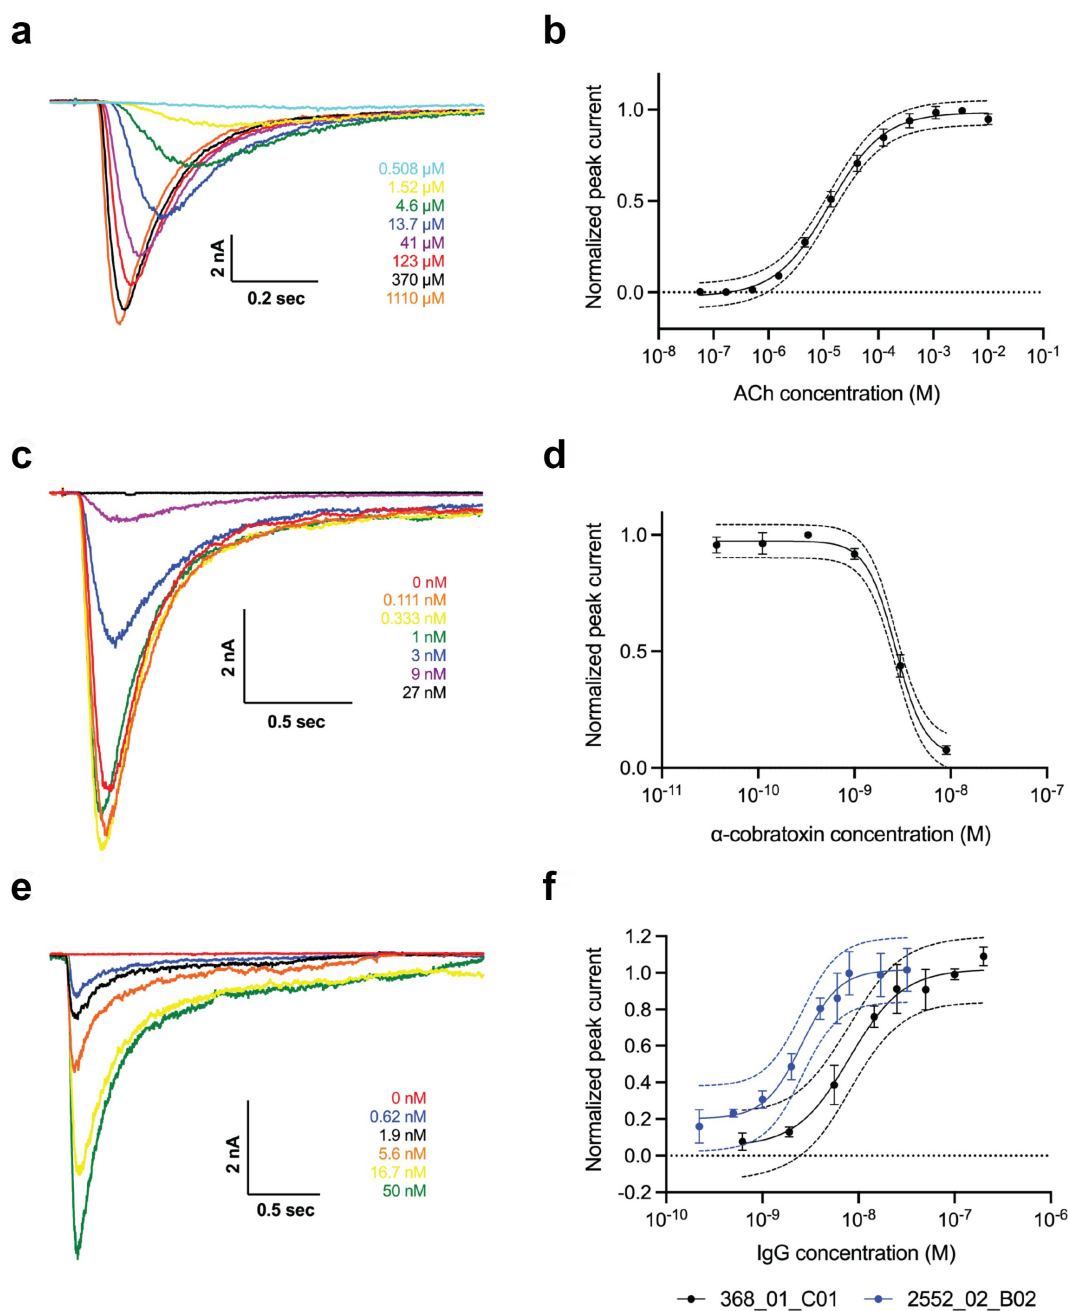 a
0.508 µM
1.52 µM
4.6 µM
13.7 µM
41 µM
123 µM
370 µM
1110 µM
2 nA
0.2 sec
b
Normalized peak current
1.0
0.5
0.0
10-8 10-7 10-6 10-5 10-4 10-3 10-2 10-1
ACh concentration (M)
c
0 nM
0.111 nM
0.333 nM
1 nM
3 nM
9 nM
27 nM
2 nA
0.5 sec
d
Normalized peak current
1.0
0.5
0.0
10-11 10-10 10-9 10-8 10-7
α-cobratoxin concentration (M)
e
0 nM
0.62 nM
1.9 nM
5.6 nM
16.7 nM
50 nM
2 nA
0.5 sec
f
Normalized peak current
1.2
1.0
0.8
0.6
0.4
0.2
0.0
-0.2
10-10 10-9 10-8 10-7 10-6
IgG concentration (M)
368_01_C01 2552_02_B02